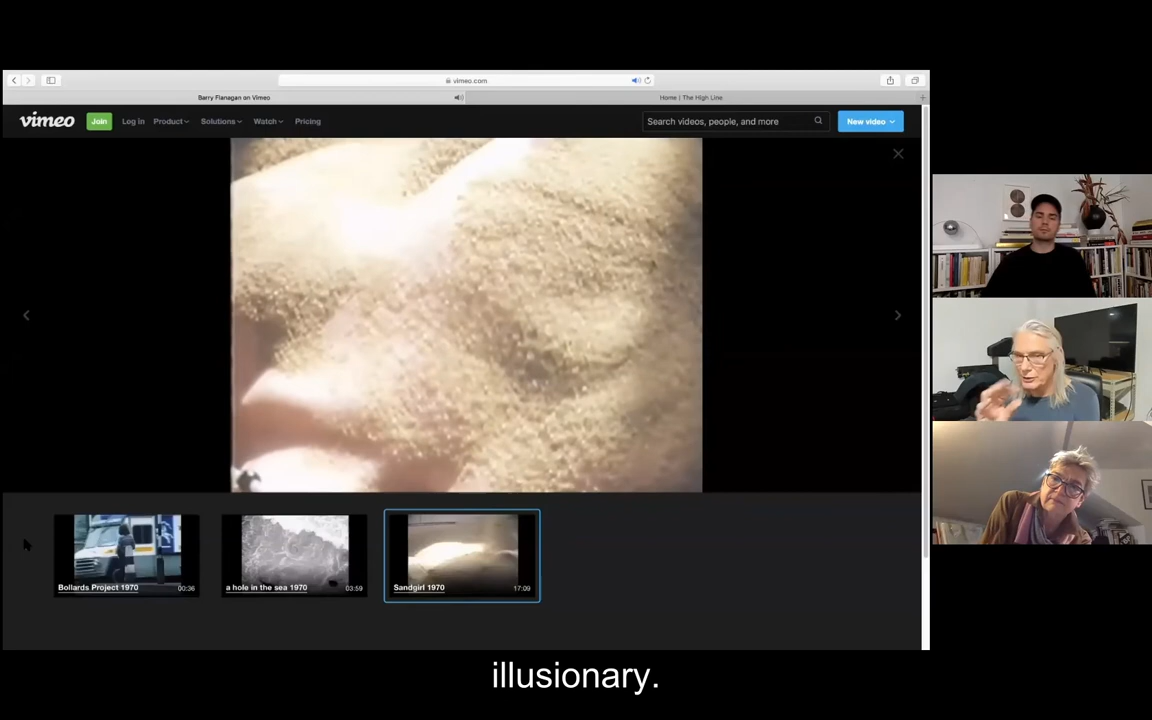 vimeo.com
Barry Flanagan on Vimeo
Home | The High Line
vimeo Join Log in Product Solutions Watch Pricing Search videos, people, and more New video
Bollards Project 1970 00:36
a hole in the sea 1970 03:59
Sandgirl 1970 17:09
illusionary.